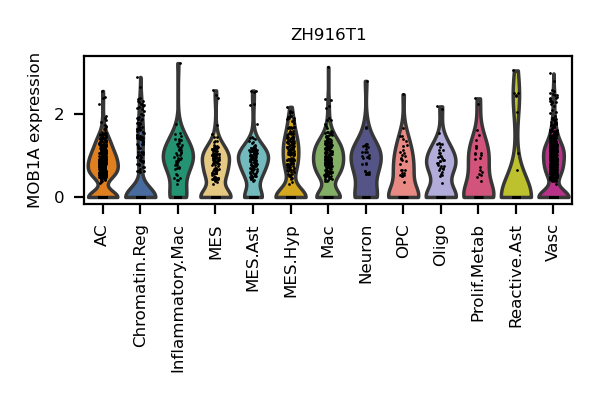 ZH916T1
MOB1A expression
2
0
AC
Chromatin.Reg
Inflammatory.Mac
MES
MES.Ast
MES.Hyp
Mac
Neuron
OPC
Oligo
Prolif.Metab
Reactive.Ast
Vasc